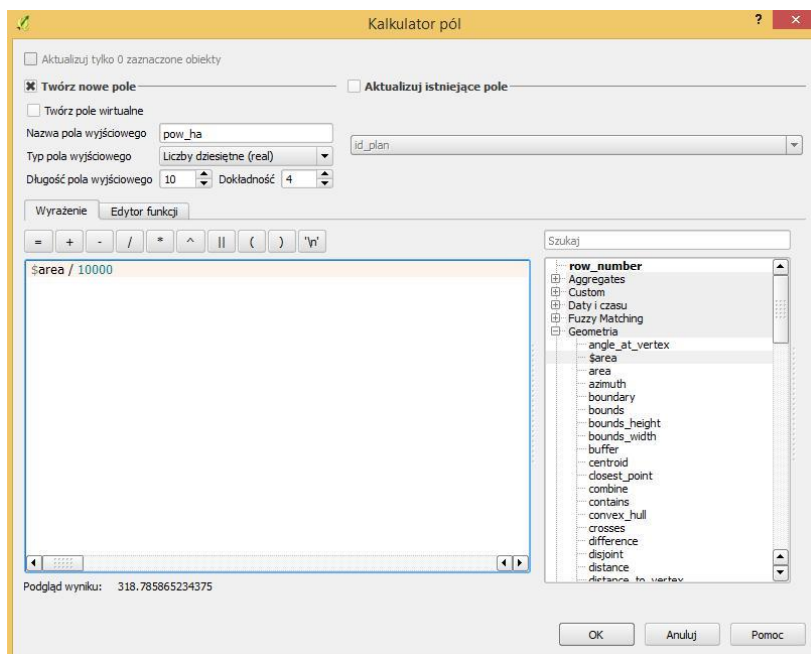 Kalkulator pól
?
×
Aktualizuj tylko 0 zaznaczone obiekty
Twórz nowe pole
Aktualizuj istniejące pole
Twórz pole wirtualne
Nazwa pola wyjściowego pow_ha
id_plan
Typ pola wyjściowego Liczby dziesiętne (real)
Długość pola wyjściowego 10 Dokładność 4
Wyrażenie Edytor funkcji
= + - / * ^ || ( ) '\n'
Szukaj
$area / 10000
row_number
Aggregates
Custom
Daty i czasu
Fuzzy Matching
Geometria
angle_at_vertex
$area
area
azimuth
boundary
bounds
bounds_height
bounds_width
buffer
centroid
closest_point
combine
contains
convex_hull
crosses
difference
disjoint
distance
distance_to_vertex
Podgląd wyniku: 318.785865234375
OK Anuluj Pomoc